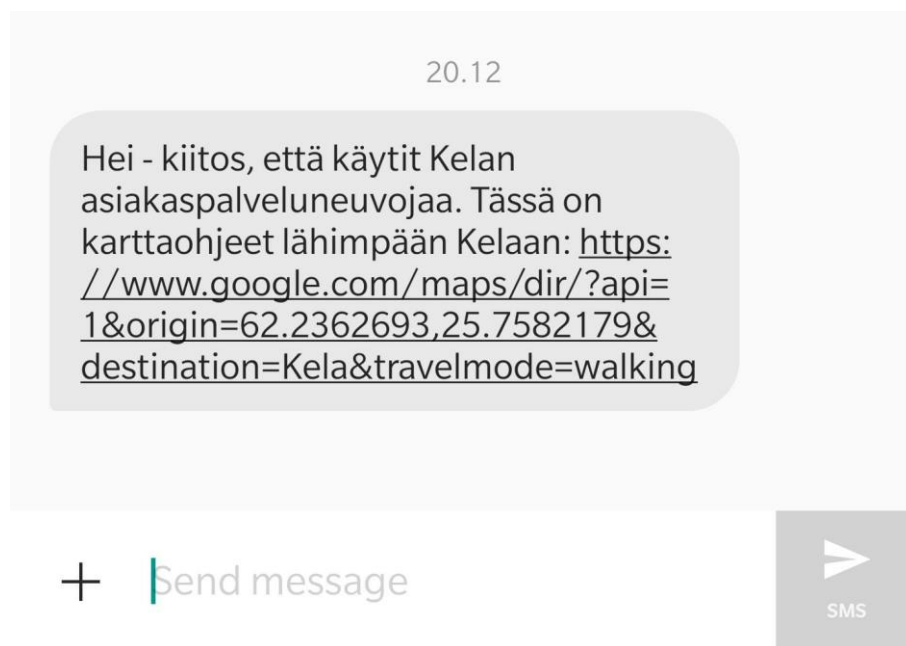 20.12
Hei - kiitos, että käytit Kelan
asiakaspalveluneuvojaa. Tässä on
karttaohjeet lähimpään Kelaan: https:
//www.google.com/maps/dir/?api=
1&origin=62.2362693,25.7582179&
destination=Kela&travelmode=walking
Send message
SMS